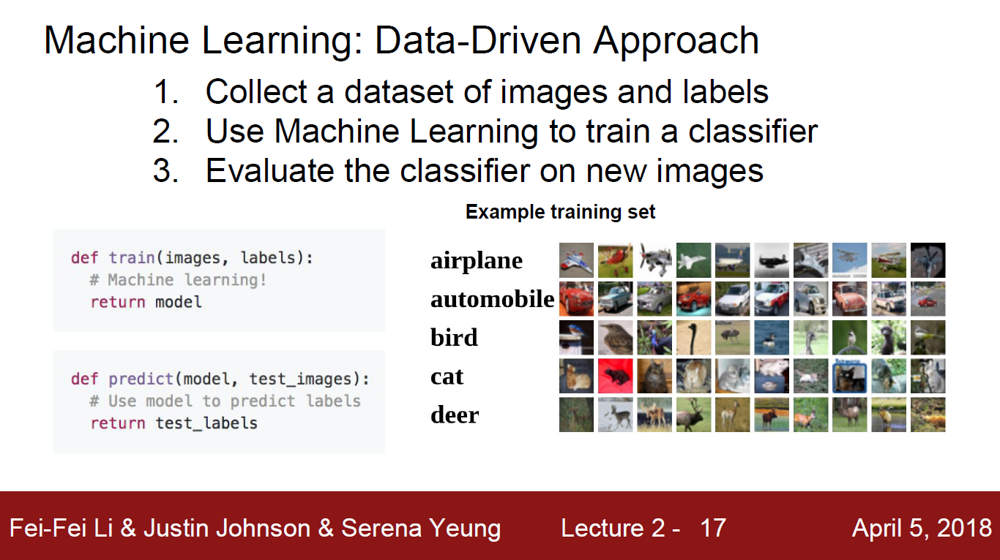 Machine Learning: Data-Driven Approach
1. Collect a dataset of images and labels
2. Use Machine Learning to train a classifier
3. Evaluate the classifier on new images
Example training set
def train(images, labels):
# Machine learning!
return model
def predict(model, test_images):
# Use model to predict labels
return test_labels
airplane
automobile
bird
cat
deer
Fei-Fei Li & Justin Johnson & Serena Yeung
Lecture 2 - 17
April 5, 2018